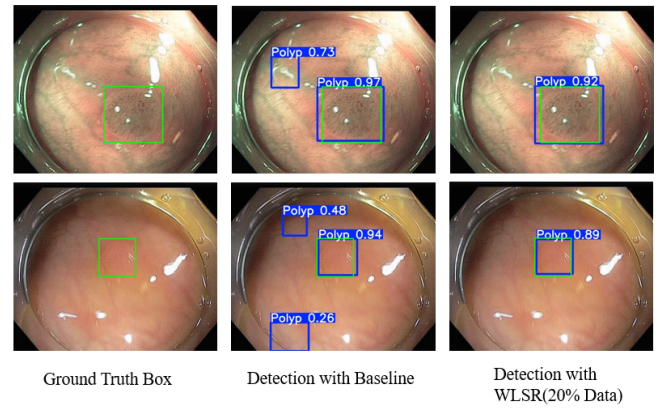 Polyp 0.73
Polyp 0.97
Polyp 0.92
Polyp 0.48
Polyp 0.94
Polyp 0.89
Polyp 0.26
Ground Truth Box
Detection with Baseline
Detection with
WLSR(20% Data)